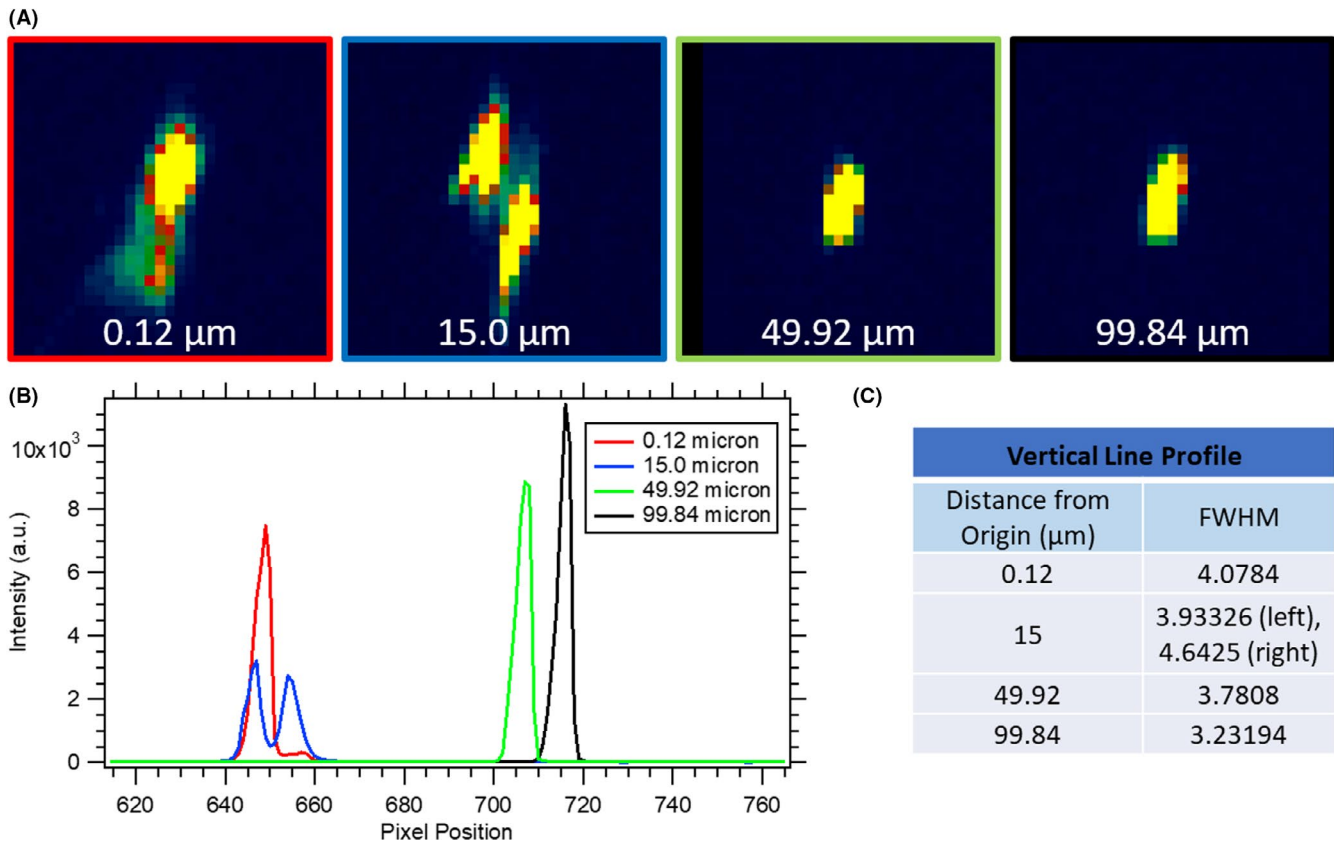 (A)
0.12 µm
15.0 µm
49.92 µm
99.84 µm
(B)
10x10³
8
6
4
2
0
Intensity (a.u.)
620
640
660
680
700
720
740
760
Pixel Position
0.12 micron
15.0 micron
49.92 micron
99.84 micron
(C)
Vertical Line Profile
Distance from
Origin (µm)
FWHM
0.12
4.0784
15
3.93326 (left),
4.6425 (right)
49.92
3.7808
99.84
3.23194